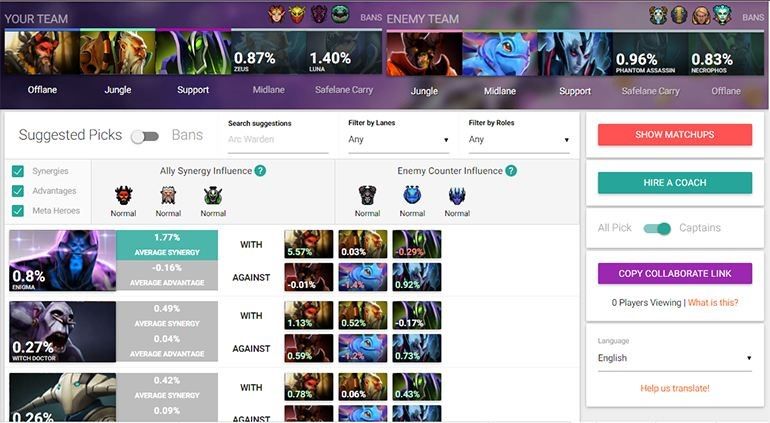 YOUR TEAM
BANS
0.87%
ZEUS
1.40%
LUNA
Offlane
Jungle
Support
Midlane
Safelane Carry
ENEMY TEAM
BANS
0.96%
PHANTOM ASSASSIN
0.83%
NECROPHOS
Jungle
Midlane
Support
Safelane Carry
Offlane
Suggested Picks
Bans
Search suggestions
Arc Warden
Filter by Lanes
Any
Filter by Roles
Any
Synergies
Advantages
Meta Heroes
Ally Synergy Influence ?
Normal
Normal
Normal
Enemy Counter Influence ?
Normal
Normal
Normal
0.8%
ENIGMA
1.77%
AVERAGE SYNERGY
-0.16%
AVERAGE ADVANTAGE
WITH
5.57%
0.03%
-0.29%
AGAINST
-0.01%
-1.4%
0.92%
0.27%
WITCH DOCTOR
0.49%
AVERAGE SYNERGY
0.04%
AVERAGE ADVANTAGE
WITH
1.13%
0.52%
-0.17%
AGAINST
0.59%
-1.2%
0.73%
0.26%
0.42%
AVERAGE SYNERGY
0.09%
WITH
0.78%
0.06%
0.43%
AGAINST
SHOW MATCHUPS
HIRE A COACH
All Pick
Captains
COPY COLLABORATE LINK
0 Players Viewing | What is this?
Language
English
Help us translate!